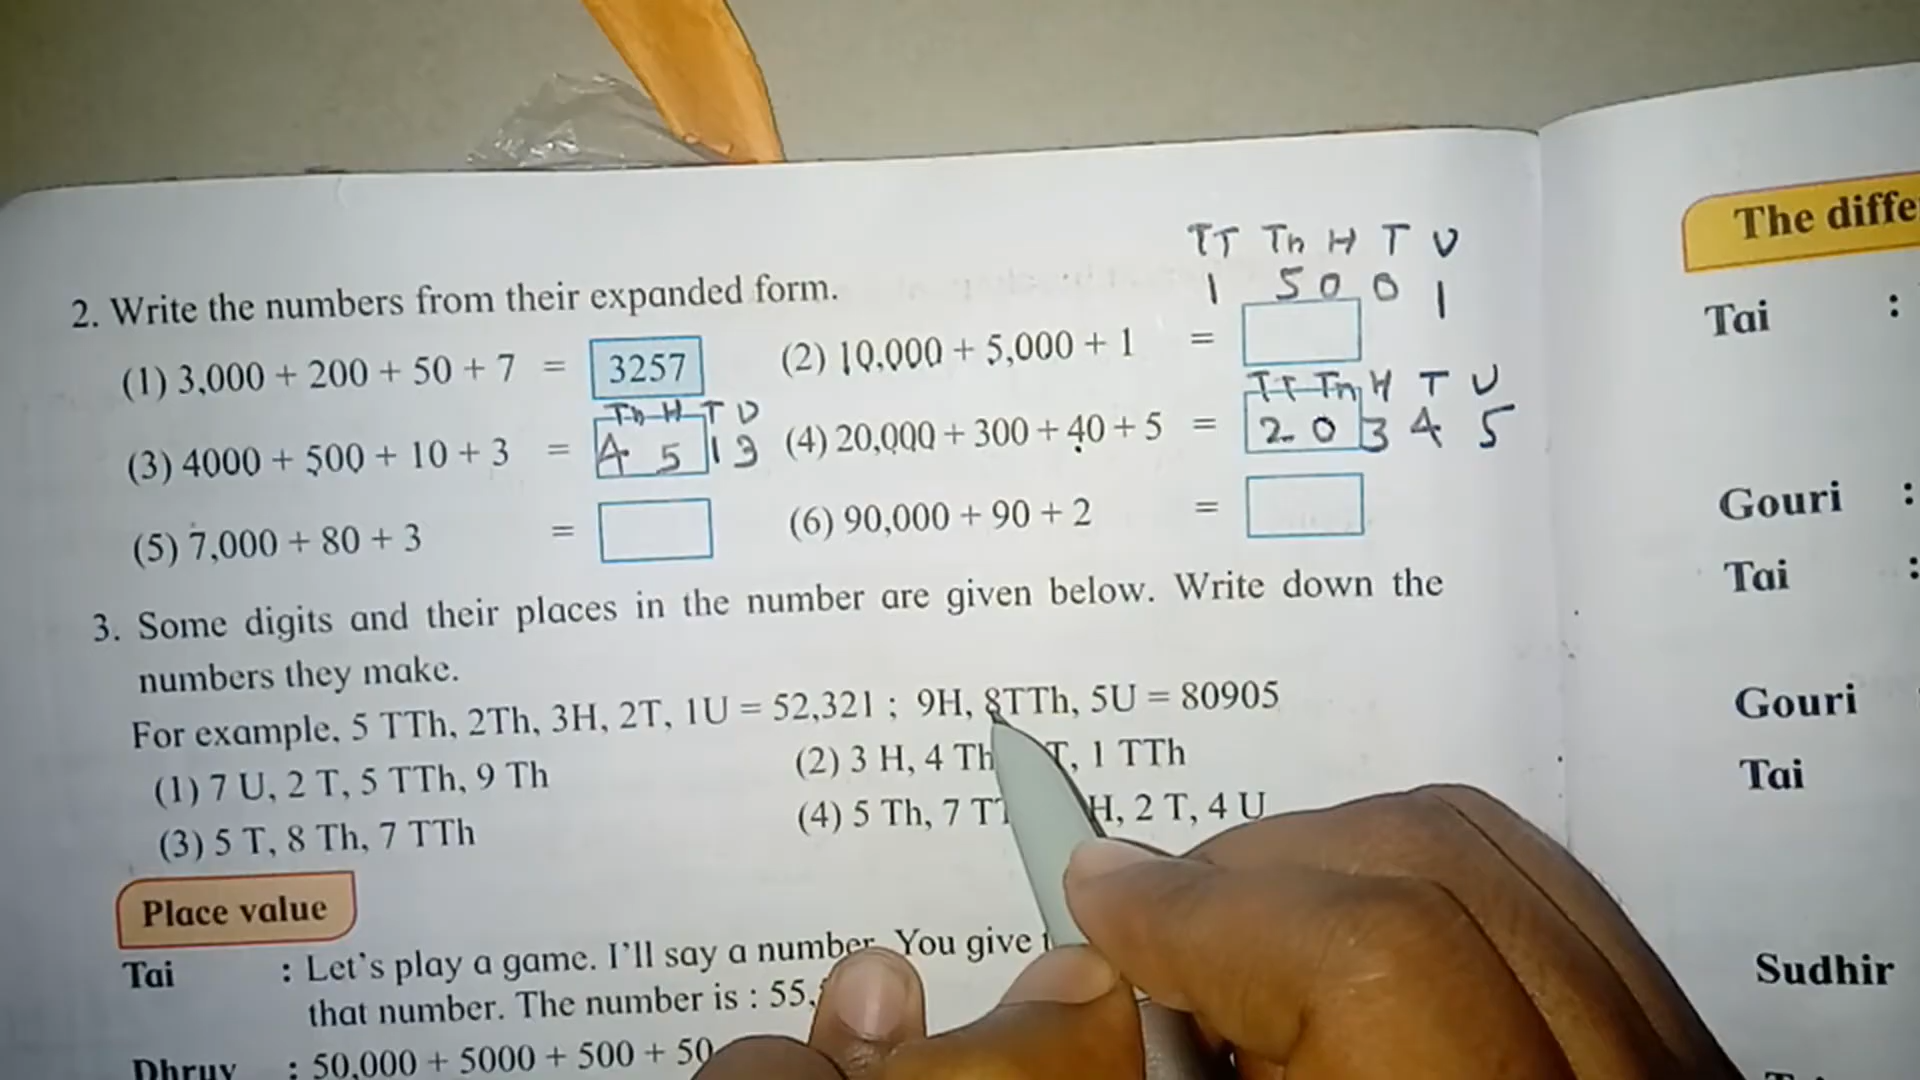 TT Th H T U
1 5 0 0 1
2. Write the numbers from their expanded form.
(1) 3,000 + 200 + 50 + 7 = 3257 (2) 10,000 + 5,000 + 1 =
Th H T U
TT Th H T U
(3) 4000 + 500 + 10 + 3 = 4 5 1 3 (4) 20,000 + 300 + 40 + 5 = 2 0 3 4 5
(5) 7,000 + 80 + 3 = (6) 90,000 + 90 + 2 =
3. Some digits and their places in the number are given below. Write down the
numbers they make.
For example, 5 TTh, 2Th, 3H, 2T, 1U = 52,321 ; 9H, 8TTh, 5U = 80905
(1) 7 U, 2 T, 5 TTh, 9 Th (2) 3 H, 4 Th T, 1 TTh
(3) 5 T, 8 Th, 7 TTh (4) 5 Th, 7 H, 2 T, 4 U
Place value
Tai : Let's play a game. I'll say a number. You give
that number. The number is : 55,
Dhruv : 50,000 + 5000 + 500 + 50
The
Tai :
Gouri :
Tai :
Gouri
Tai
Sudhir